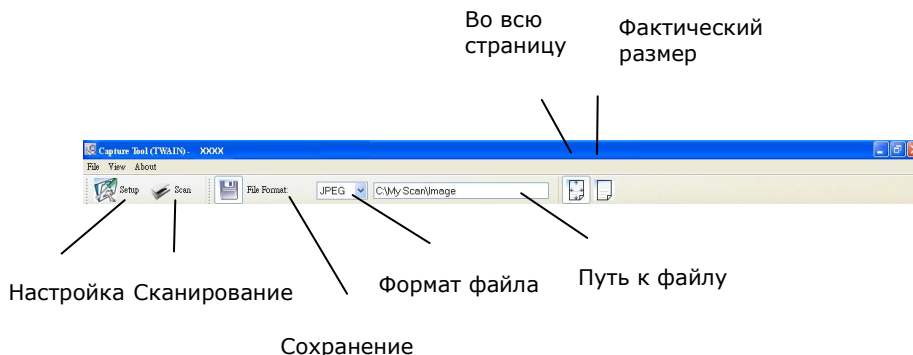 Во всю
страницу
Фактический
размер
Capture Tool (TWAIN) - XXXX
File View About
Setup Scan File Format: JPEG C:\My Scan\Image
Настройка Сканирование Формат файла Путь к файлу
Сохранение